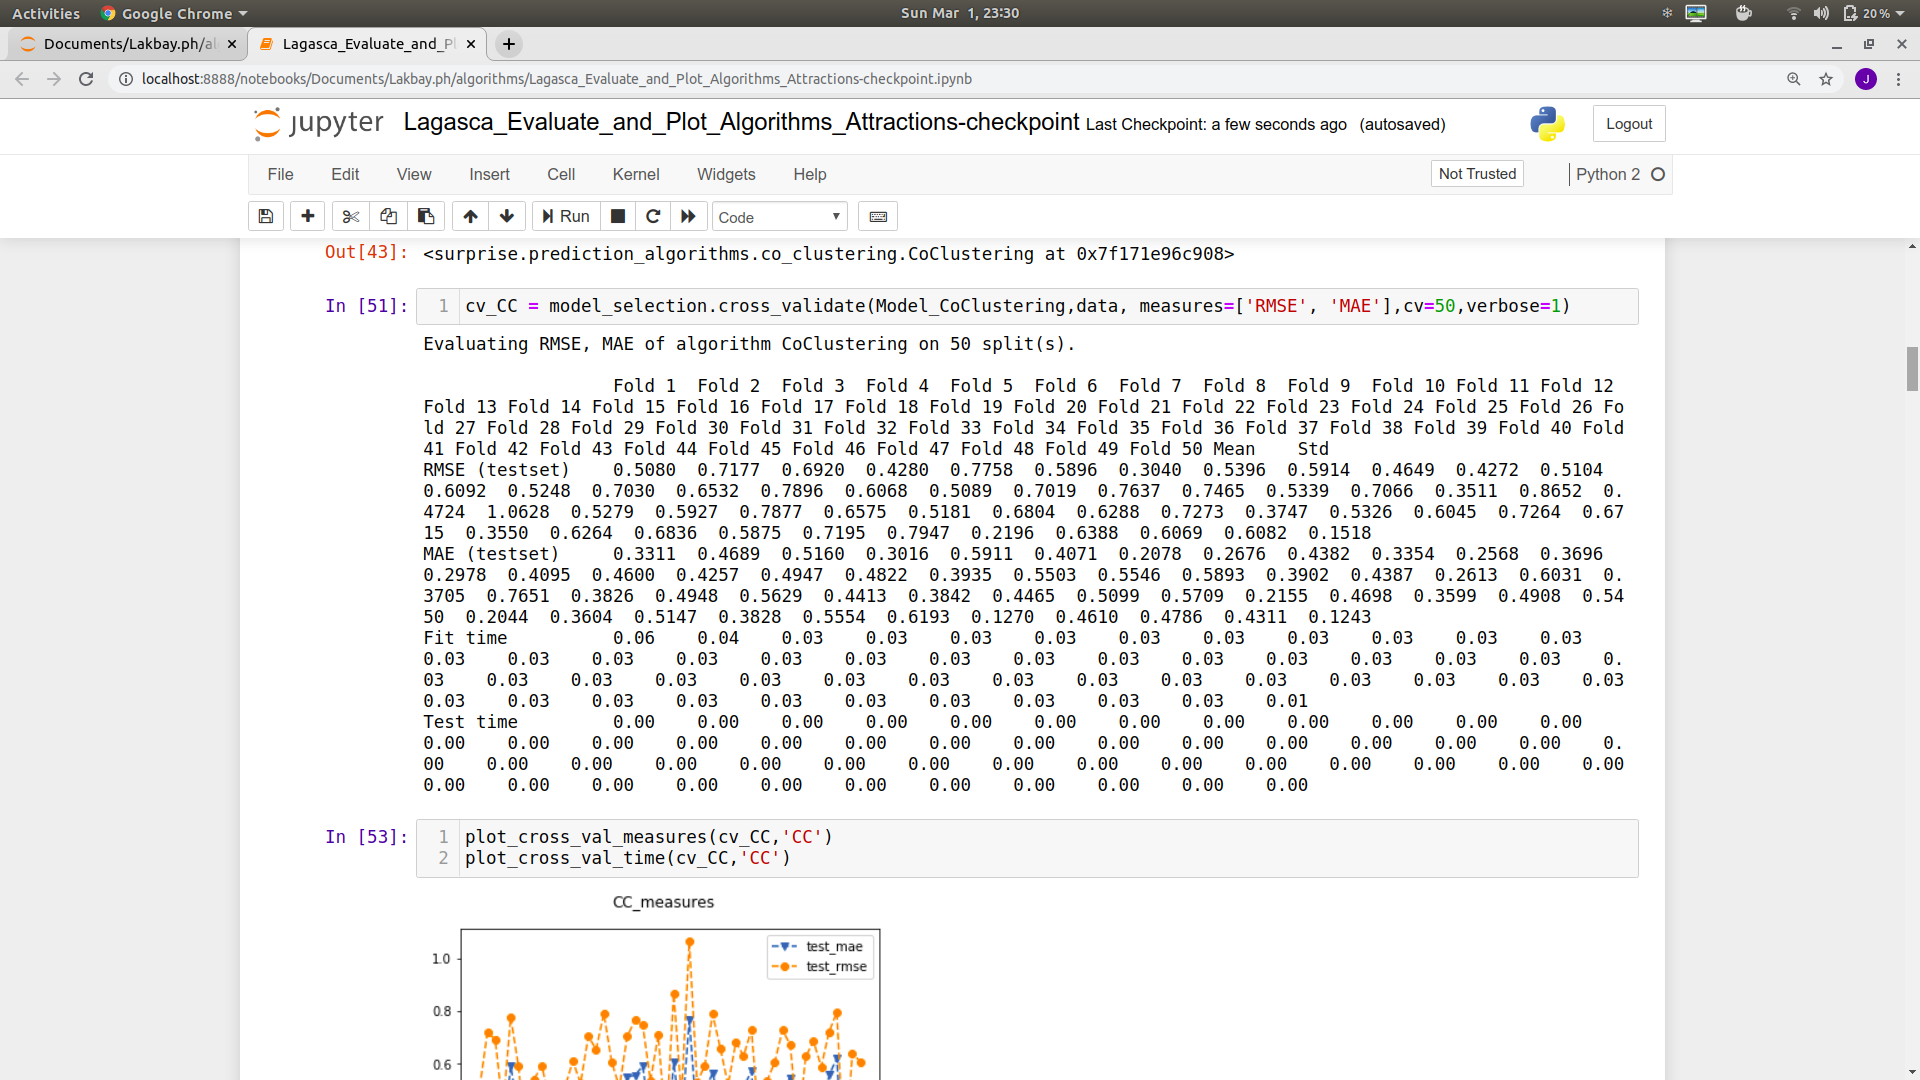 Activities Google Chrome Sun Mar 1, 23:30 20 %
Documents/Lakbay.ph/al Lagasca_Evaluate_and_Pl
localhost:8888/notebooks/Documents/Lakbay.ph/algorithms/Lagasca_Evaluate_and_Plot_Algorithms_Attractions-checkpoint.ipynb J
jupyter Lagasca_Evaluate_and_Plot_Algorithms_Attractions-checkpoint Last Checkpoint: a few seconds ago (autosaved) Logout
File Edit View Insert Cell Kernel Widgets Help Not Trusted Python 2
Run Code
Out[43]: <surprise.prediction_algorithms.co_clustering.CoClustering at 0x7f171e96c908>
In [51]: 1 cv_CC = model_selection.cross_validate(Model_CoClustering,data, measures=['RMSE', 'MAE'],cv=50,verbose=1)
Evaluating RMSE, MAE of algorithm CoClustering on 50 split(s).
Fold 1 Fold 2 Fold 3 Fold 4 Fold 5 Fold 6 Fold 7 Fold 8 Fold 9 Fold 10 Fold 11 Fold 12
Fold 13 Fold 14 Fold 15 Fold 16 Fold 17 Fold 18 Fold 19 Fold 20 Fold 21 Fold 22 Fold 23 Fold 24 Fold 25 Fold 26 Fo
ld 27 Fold 28 Fold 29 Fold 30 Fold 31 Fold 32 Fold 33 Fold 34 Fold 35 Fold 36 Fold 37 Fold 38 Fold 39 Fold 40 Fold
41 Fold 42 Fold 43 Fold 44 Fold 45 Fold 46 Fold 47 Fold 48 Fold 49 Fold 50 Mean Std
RMSE (testset) 0.5080 0.7177 0.6920 0.4280 0.7758 0.5896 0.3040 0.5396 0.5914 0.4649 0.4272 0.5104
0.6092 0.5248 0.7030 0.6532 0.7896 0.6068 0.5089 0.7019 0.7637 0.7465 0.5339 0.7066 0.3511 0.8652 0.
4724 1.0628 0.5279 0.5927 0.7877 0.6575 0.5181 0.6804 0.6288 0.7273 0.3747 0.5326 0.6045 0.7264 0.67
15 0.3550 0.6264 0.6836 0.5875 0.7195 0.7947 0.2196 0.6388 0.6069 0.6082 0.1518
MAE (testset) 0.3311 0.4689 0.5160 0.3016 0.5911 0.4071 0.2078 0.2676 0.4382 0.3354 0.2568 0.3696
0.2978 0.4095 0.4600 0.4257 0.4947 0.4822 0.3935 0.5503 0.5546 0.5893 0.3902 0.4387 0.2613 0.6031 0.
3705 0.7651 0.3826 0.4948 0.5629 0.4413 0.3842 0.4465 0.5099 0.5709 0.2155 0.4698 0.3599 0.4908 0.54
50 0.2044 0.3604 0.5147 0.3828 0.5554 0.6193 0.1270 0.4610 0.4786 0.4311 0.1243
Fit time 0.06 0.04 0.03 0.03 0.03 0.03 0.03 0.03 0.03 0.03 0.03 0.03
0.03 0.03 0.03 0.03 0.03 0.03 0.03 0.03 0.03 0.03 0.03 0.03 0.03 0.03 0.
03 0.03 0.03 0.03 0.03 0.03 0.03 0.03 0.03 0.03 0.03 0.03 0.03 0.03 0.03
0.03 0.03 0.03 0.03 0.03 0.03 0.03 0.03 0.03 0.03 0.01
Test time 0.00 0.00 0.00 0.00 0.00 0.00 0.00 0.00 0.00 0.00 0.00 0.00
0.00 0.00 0.00 0.00 0.00 0.00 0.00 0.00 0.00 0.00 0.00 0.00 0.00 0.00 0.
00 0.00 0.00 0.00 0.00 0.00 0.00 0.00 0.00 0.00 0.00 0.00 0.00 0.00 0.00
0.00 0.00 0.00 0.00 0.00 0.00 0.00 0.00 0.00 0.00 0.00
In [53]: 1 plot_cross_val_measures(cv_CC,'CC')
2 plot_cross_val_time(cv_CC,'CC')
CC_measures
test_mae
1.0
test_rmse
0.8
0.6